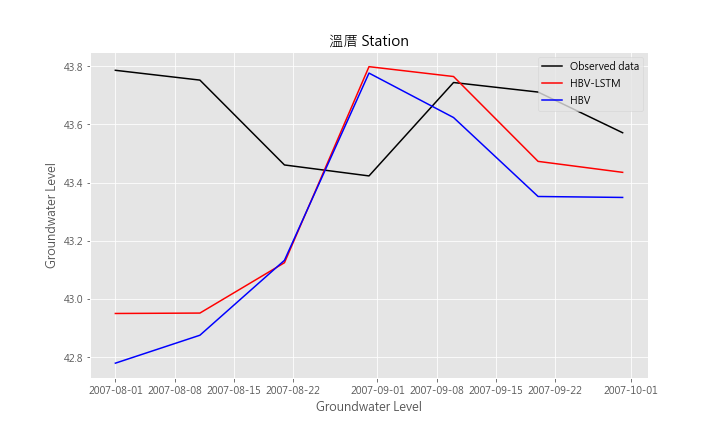 溫厝 Station
Observed data
HBV-LSTM
HBV
Groundwater Level
43.8
43.6
43.4
43.2
43.0
42.8
2007-08-01 2007-08-08 2007-08-15 2007-08-22 2007-09-01 2007-09-08 2007-09-15 2007-09-22 2007-10-01
Groundwater Level